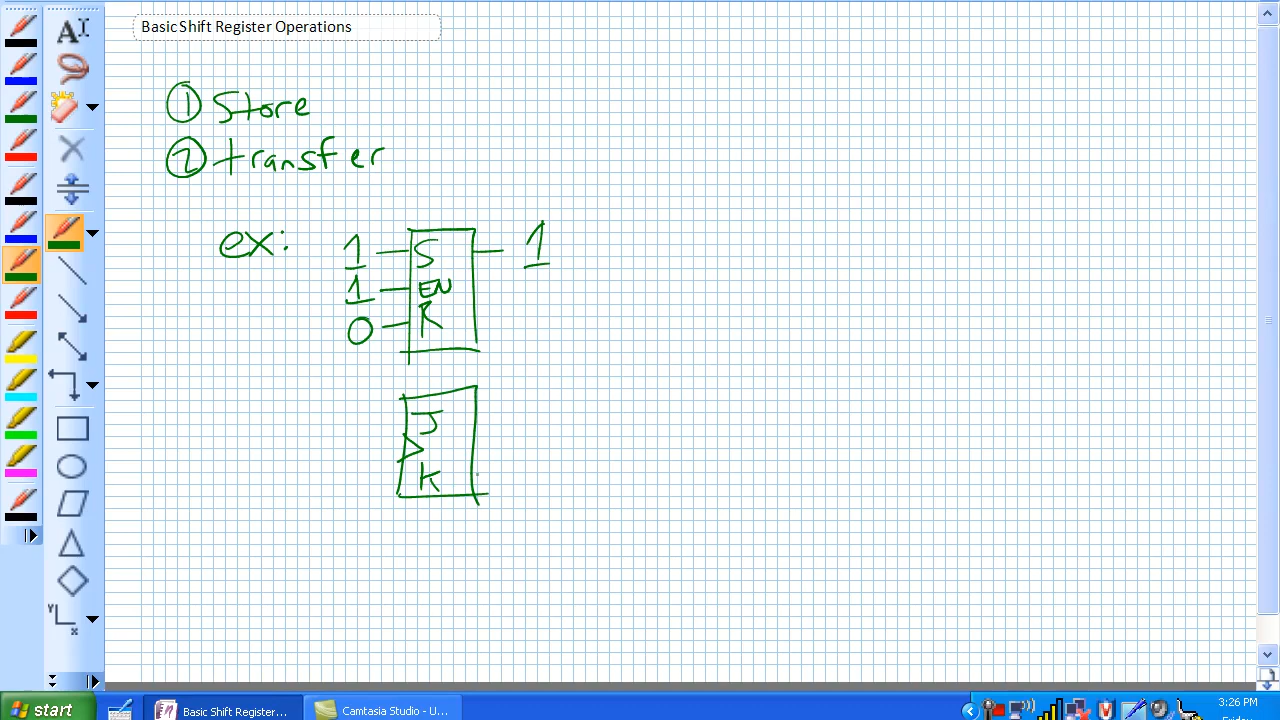 Basic Shift Register Operations
① Store
② transfer
ex:
1 S 1
1 EN
0 R
J
K
start
Basic Shift Register...
Camtasia Studio - U...
3:26 PM
Friday